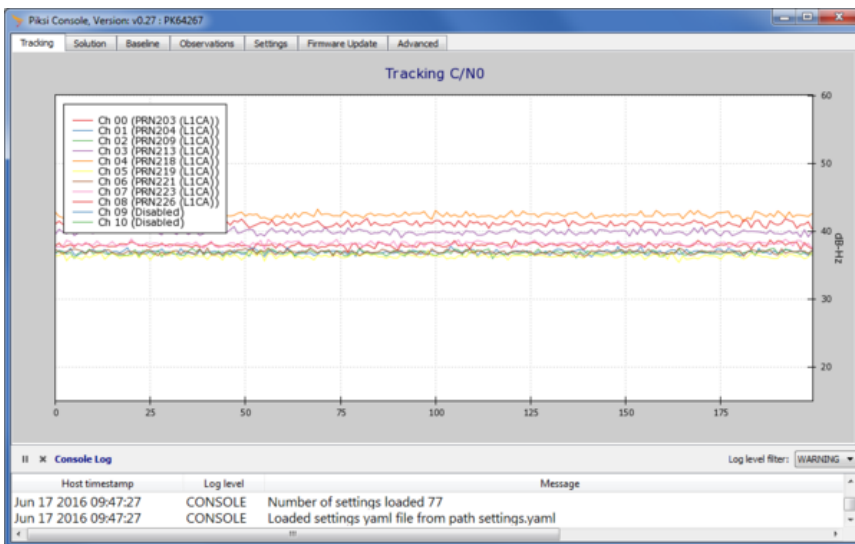 Piksi Console, Version: v0.27 : PK64267
Tracking Solution Baseline Observations Settings Firmware Update Advanced
Tracking C/N0
Ch 00 (PRN203 (L1CA))
Ch 01 (PRN204 (L1CA))
Ch 02 (PRN209 (L1CA))
Ch 03 (PRN213 (L1CA))
Ch 04 (PRN218 (L1CA))
Ch 05 (PRN219 (L1CA))
Ch 06 (PRN221 (L1CA))
Ch 07 (PRN223 (L1CA))
Ch 08 (PRN226 (L1CA))
Ch 09 (Disabled)
Ch 10 (Disabled)
60
50
40
30
20
dB-Hz
0 25 50 75 100 125 150 175
Console Log Log level filter: WARNING
Host timestamp Log level Message
Jun 17 2016 09:47:27 CONSOLE Number of settings loaded 77
Jun 17 2016 09:47:27 CONSOLE Loaded settings yaml file from path settings.yaml